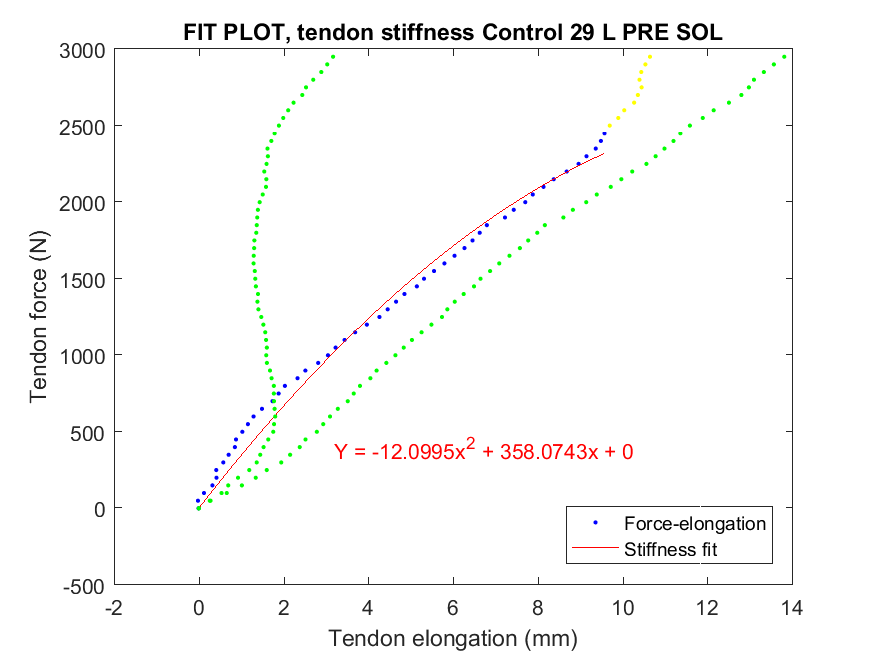 FIT PLOT, tendon stiffness Control 29 L PRE SOL
3000
2500
2000
1500
1000
500
0
-500
Tendon force (N)
Y = -12.0995x² + 358.0743x + 0
Force-elongation
Stiffness fit
-2 0 2 4 6 8 10 12 14
Tendon elongation (mm)